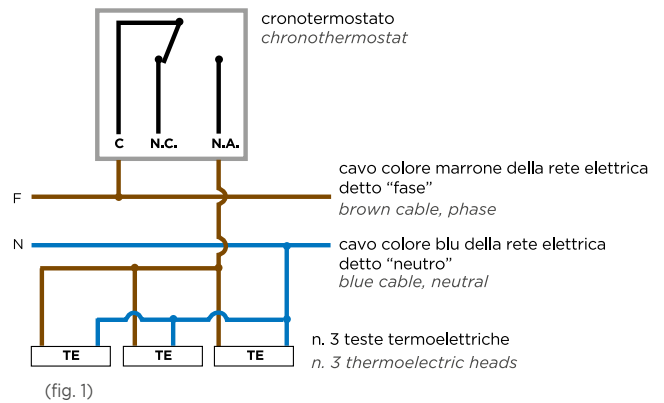 cronotermostato
chronothermostat
C N.C. N.A.
cavo colore marrone della rete elettrica
detto “fase”
brown cable, phase
F
N
cavo colore blu della rete elettrica
detto “neutro”
blue cable, neutral
n. 3 teste termoelettriche
n. 3 thermoelectric heads
TE TE TE
(fig. 1)